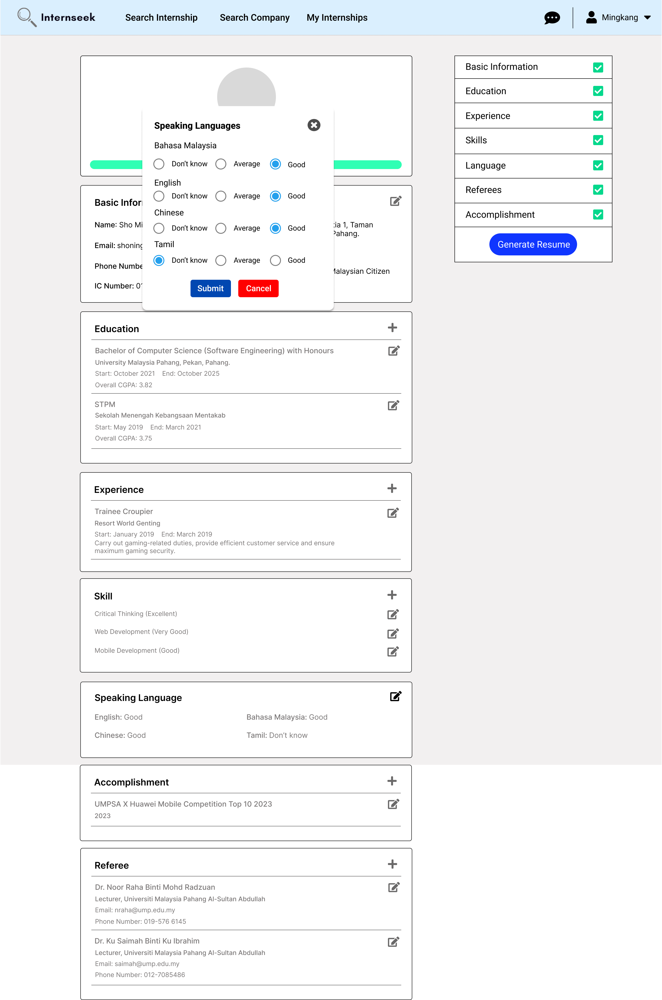 Internseek
Search Internship
Search Company
My Internships
Mingkang
Speaking Languages
Bahasa Malaysia
Don't know Average Good
English
Don't know Average Good
Chinese
Don't know Average Good
Tamil
Don't know Average Good
Submit Cancel
Basic
Name: Sho
Email:
Phone
IC Number:
1, Taman
Pahang.
Citizen
Education
Bachelor of Computer Science (Software Engineering) with Honours
University Malaysia Pahang, Pekan, Pahang.
Start: October 2021 End: October 2025
Overall CGPA: 3.82
STPM
Sekolah Menengah Kebangsaan Mentakab
Start: May 2019 End: March 2021
Overall CGPA: 3.75
Experience
Trainee Croupier
Resort World Genting
Start: January 2019 End: March 2019
Carry out gaming-related duties, provide efficient customer service and ensure
maximum gaming security.
Skill
Critical Thinking (Excellent)
Web Development (Very Good)
Mobile Development (Good)
Speaking Language
English: Good Bahasa Malaysia: Good
Chinese: Good Tamil: Don't know
Accomplishment
UMPSA X Huawei Mobile Competition Top 10 2023
2023
Referee
Dr. Noor Raha Binti Mohd Radzuan
Lecturer, Universiti Malaysia Pahang Al-Sultan Abdullah
Email: nraha@ump.edu.my
Phone Number: 019-576 6145
Dr. Ku Saimah Binti Ku Ibrahim
Lecturer, Universiti Malaysia Pahang Al-Sultan Abdullah
Email: saimah@ump.edu.my
Phone Number: 012-7085486
Basic Information
Education
Experience
Skills
Language
Referees
Accomplishment
Generate Resume